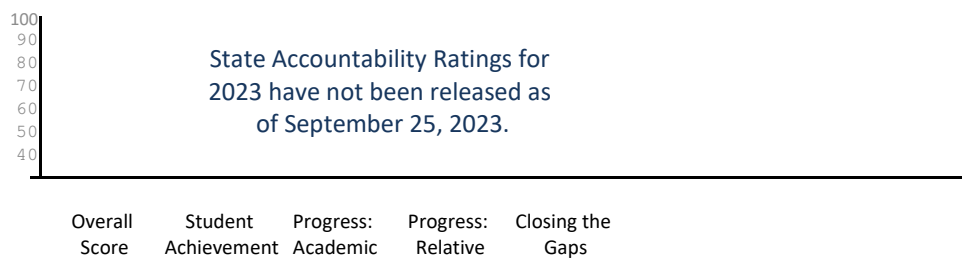 100
90
80
70
60
50
40
State Accountability Ratings for
2023 have not been released as
of September 25, 2023.
Overall Student Progress: Progress: Closing the
Score Achievement Academic Relative Gaps